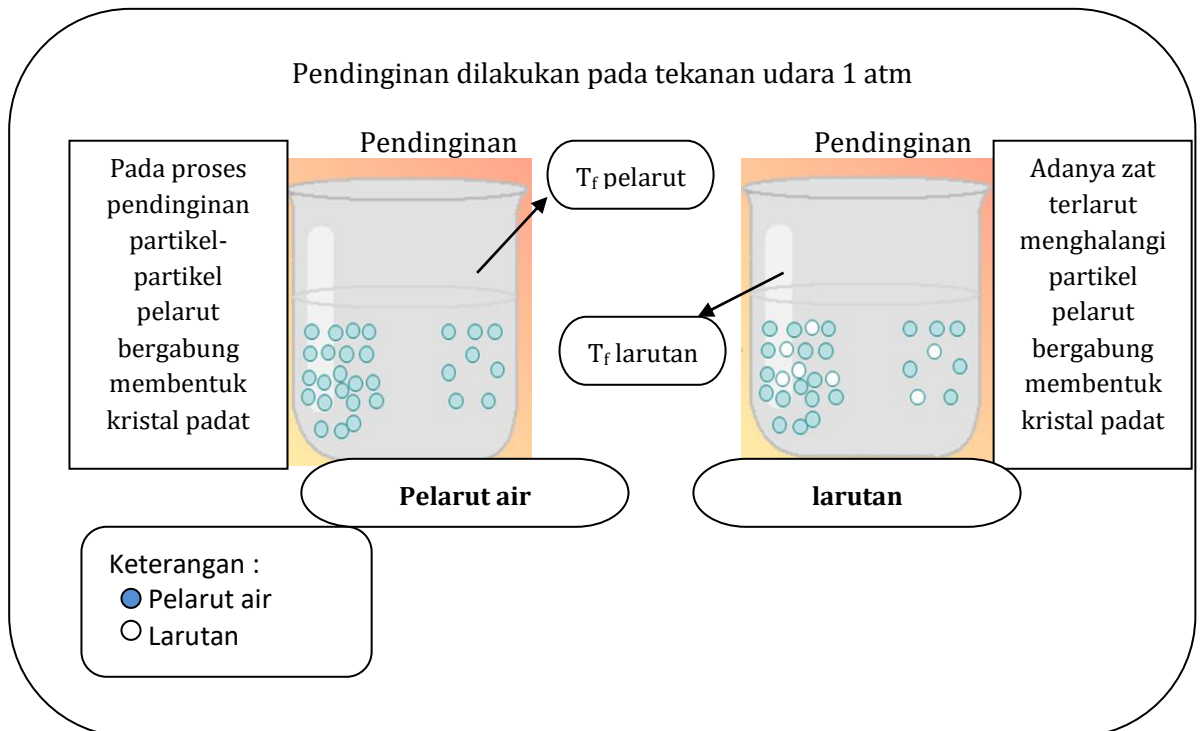 Pendinginan dilakukan pada tekanan udara 1 atm
Pendinginan
Pada proses
pendinginan
partikel-
partikel
pelarut
bergabung
membentuk
kristal padat
Tf pelarut
Pendinginan
Adanya zat
terlarut
menghalangi
partikel
pelarut
bergabung
membentuk
kristal padat
Tf larutan
Pelarut air
larutan
Keterangan :
Pelarut air
Larutan